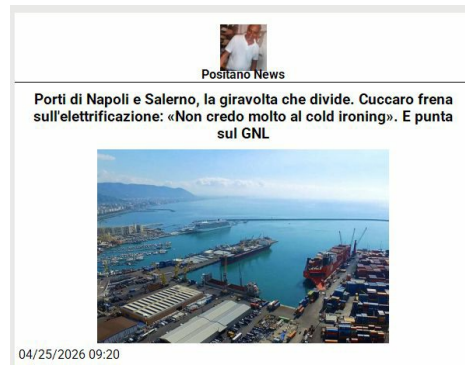 Positano News
Porti di Napoli e Salerno, la giravolta che divide. Cuccaro frena
sull'elettrificazione: «Non credo molto al cold ironing». E punta
sul GNL
04/25/2026 09:20